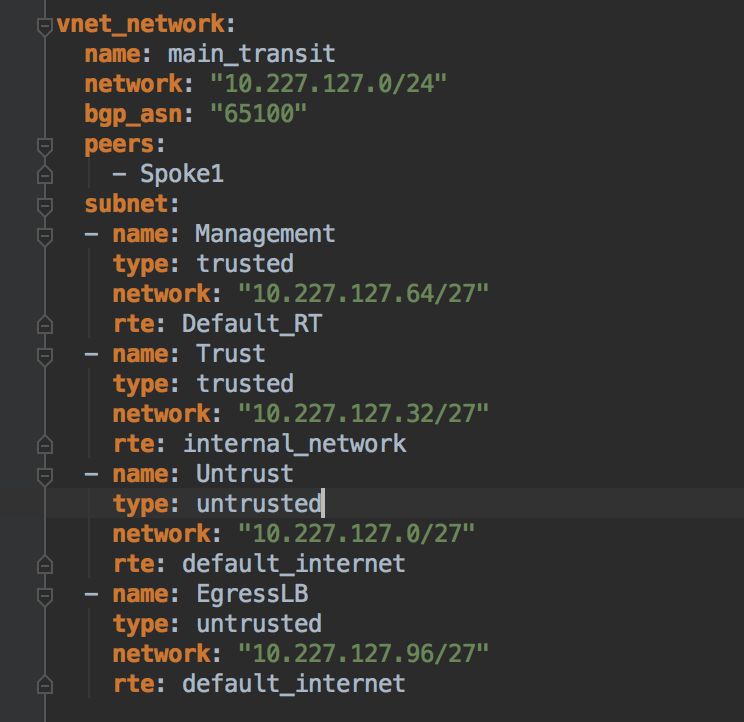 vnet_network:
  name: main_transit
  network: "10.227.127.0/24"
  bgp_asn: "65100"
  peers:
    - Spoke1
  subnet:
  - name: Management
    type: trusted
    network: "10.227.127.64/27"
    rte: Default_RT
  - name: Trust
    type: trusted
    network: "10.227.127.32/27"
    rte: internal_network
  - name: Untrust
    type: untrusted
    network: "10.227.127.0/27"
    rte: default_internet
  - name: EgressLB
    type: untrusted
    network: "10.227.127.96/27"
    rte: default_internet